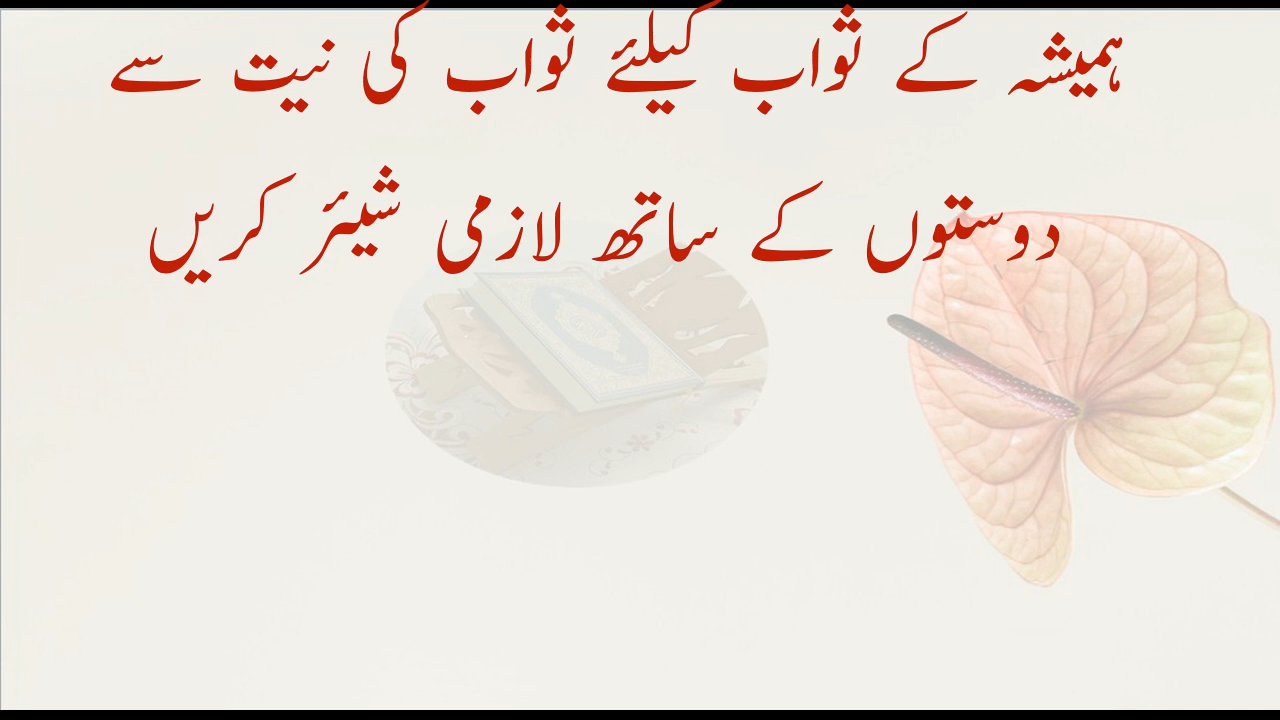 ہمیشہ کے ثواب کیلئے ثواب کی نیت سے
دوستوں کے ساتھ لازمی شیئر کریں